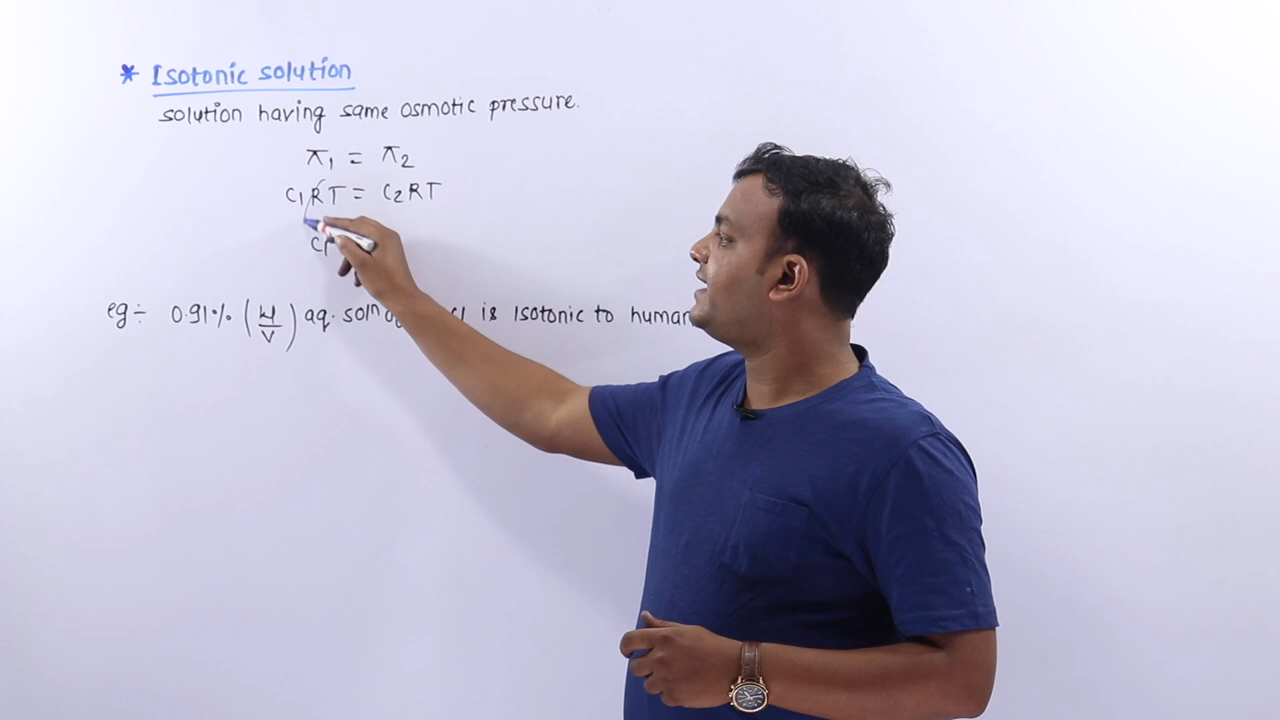 * Isotonic solution
solution having same osmotic pressure.
π1 = π2
C1RT = C2RT
C1
eg ÷ 0.91% (W/V) aq. solⁿ is Isotonic to human